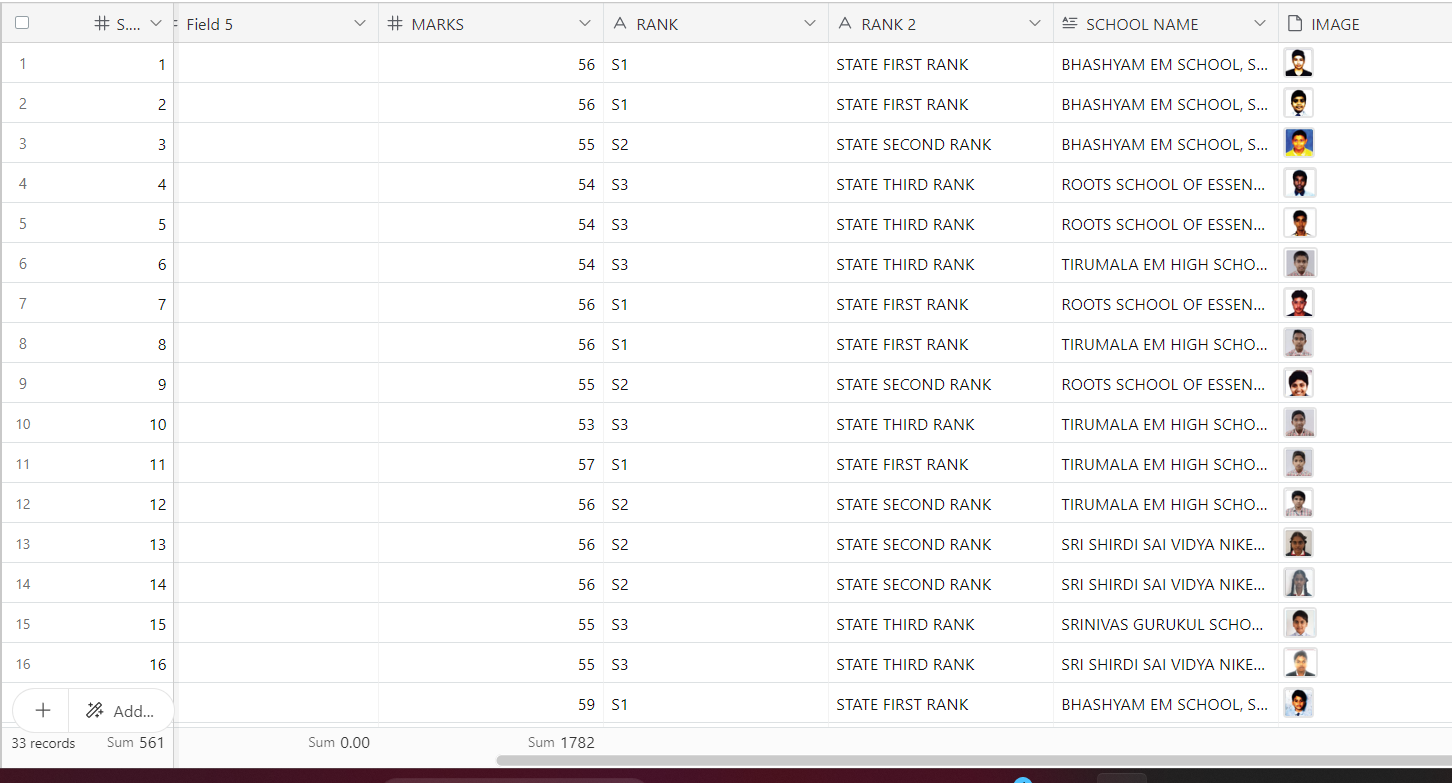 S.... Field 5 MARKS RANK RANK 2 SCHOOL NAME IMAGE
1 1 56 S1 STATE FIRST RANK BHASHYAM EM SCHOOL, S...
2 2 56 S1 STATE FIRST RANK BHASHYAM EM SCHOOL, S...
3 3 55 S2 STATE SECOND RANK BHASHYAM EM SCHOOL, S...
4 4 54 S3 STATE THIRD RANK ROOTS SCHOOL OF ESSEN...
5 5 54 S3 STATE THIRD RANK ROOTS SCHOOL OF ESSEN...
6 6 54 S3 STATE THIRD RANK TIRUMALA EM HIGH SCHO...
7 7 56 S1 STATE FIRST RANK ROOTS SCHOOL OF ESSEN...
8 8 56 S1 STATE FIRST RANK TIRUMALA EM HIGH SCHO...
9 9 55 S2 STATE SECOND RANK ROOTS SCHOOL OF ESSEN...
10 10 53 S3 STATE THIRD RANK TIRUMALA EM HIGH SCHO...
11 11 57 S1 STATE FIRST RANK TIRUMALA EM HIGH SCHO...
12 12 56 S2 STATE SECOND RANK TIRUMALA EM HIGH SCHO...
13 13 56 S2 STATE SECOND RANK SRI SHIRDI SAI VIDYA NIKE...
14 14 56 S2 STATE SECOND RANK SRI SHIRDI SAI VIDYA NIKE...
15 15 55 S3 STATE THIRD RANK SRINIVAS GURUKUL SCHO...
16 16 55 S3 STATE THIRD RANK SRI SHIRDI SAI VIDYA NIKE...
Add... 59 S1 STATE FIRST RANK BHASHYAM EM SCHOOL, S...
33 records Sum 561 Sum 0.00 Sum 1782